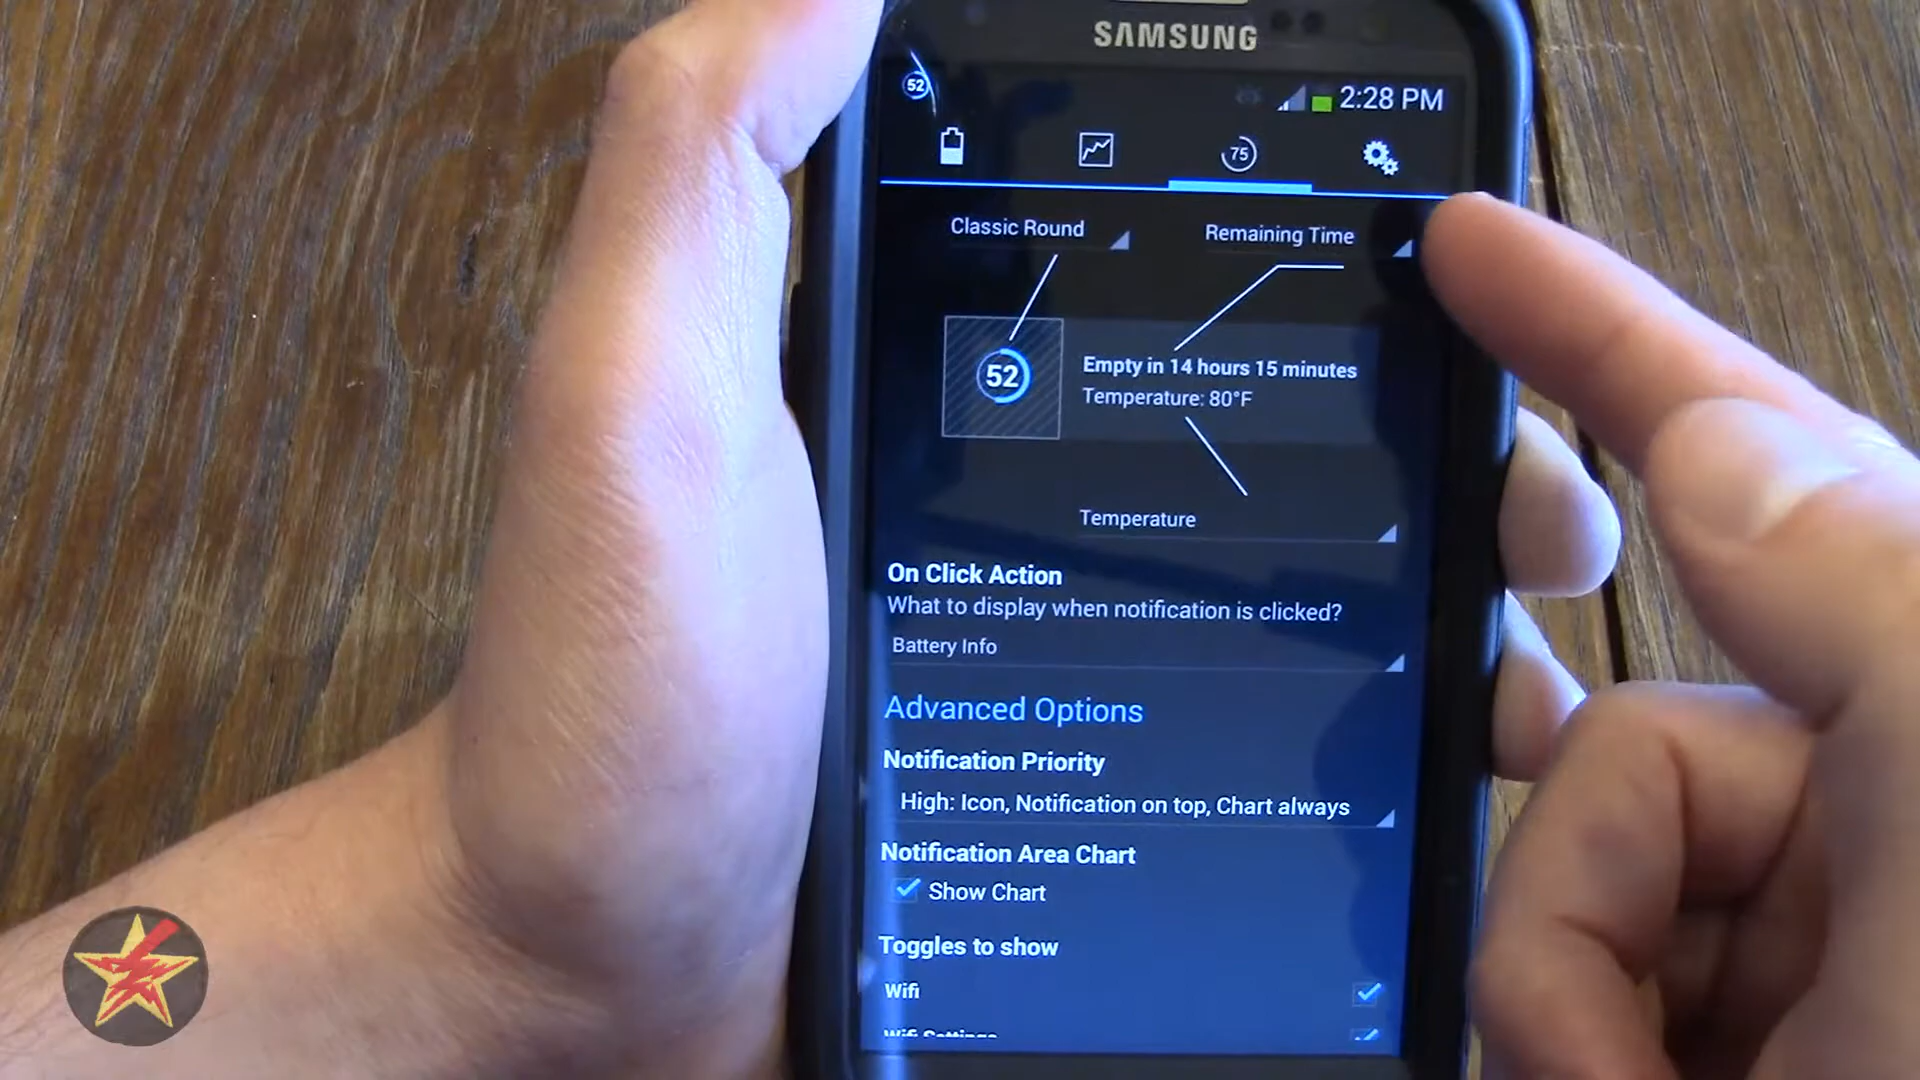 SAMSUNG
52
2:28 PM
75
Classic Round
Remaining Time
52
Empty in 14 hours 15 minutes
Temperature: 80°F
Temperature
On Click Action
What to display when notification is clicked?
Battery Info
Advanced Options
Notification Priority
High: Icon, Notification on top, Chart always
Notification Area Chart
Show Chart
Toggles to show
Wifi
Wifi Settings